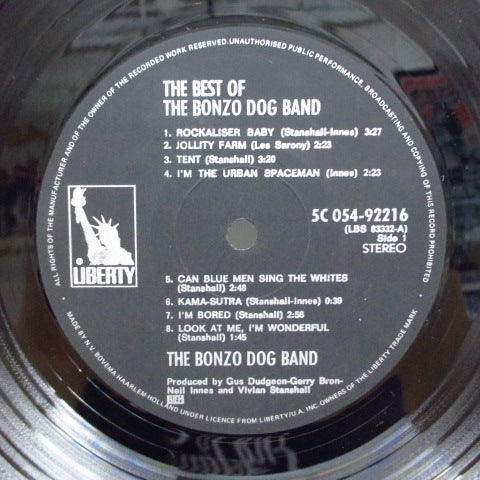 ALL RIGHTS OF THE MANUFACTURER AND OF THE OWNER OF THE RECORDED WORK RESERVED. UNAUTHORISED PUBLIC PERFORMANCE, BROADCASTING AND COPYING OF THIS RECORD PROHIBITED
THE BEST OF
THE BONZO DOG BAND
1. ROCKALISER BABY (Stanshall-Innes) 3:27
2. JOLLITY FARM (Les Sarony) 2:23
3. TENT (Stanshall) 3:20
4. I'M THE URBAN SPACEMAN (Innes) 2:23
5C 054-92216
(LBS 83332-A)
Side 1
STEREO
® LIBERTY
5. CAN BLUE MEN SING THE WHITES
(Stanshall) 2:48
6. KAMA-SUTRA (Stanshall-Innes) 0:39
7. I'M BORED (Stanshall) 2:56
8. LOOK AT ME, I'M WONDERFUL
(Stanshall) 1:45
THE BONZO DOG BAND
Produced by Gus Dudgeon-Gerry Bron-
Neil Innes and Vivian Stanshall
MADE BY N.V. BOVEMA HAARLEM HOLLAND UNDER LICENCE FROM LIBERTY/U.A. INC. OWNERS OF THE LIBERTY TRADE MARK